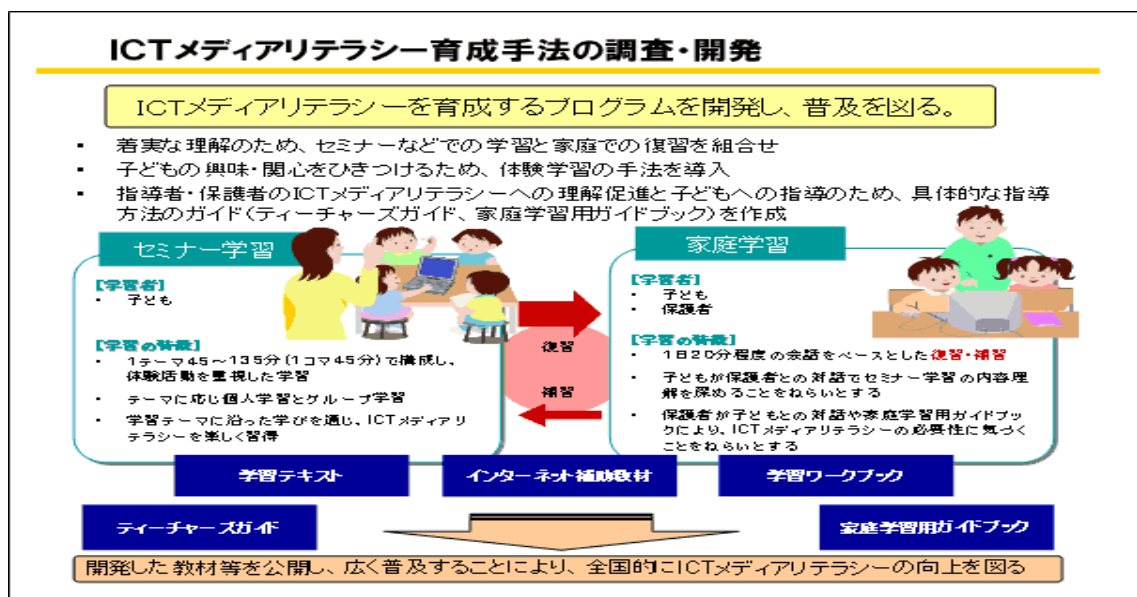 ICTメディアリテラシー育成手法の調査・開発
ICTメディアリテラシーを育成するプログラムを開発し、普及を図る。
▪ 着実な理解のため、セミナーなどでの学習と家庭での復習を組合せ
▪ 子どもの興味・関心をひきつけるため、体験学習の手法を導入
▪ 指導者・保護者のICTメディアリテラシーへの理解促進と子どもへの指導のため、具体的な指導
方法のガイド(ティーチャーズガイド、家庭学習用ガイドブック)を作成
セミナー学習
【学習者】
・ 子ども
【学習の特徴】
・ 1テーマ45～135分(1コマ45分)で構成し、
体験活動を重視した学習
・ テーマに応じ個人学習とグループ学習
・ 学習テーマに沿った学びを通じ、ICTメディアリ
テラシーを楽しく習得
復習
補習
家庭学習
【学習者】
・ 子ども
・ 保護者
【学習の特徴】
・ 1日20分程度の会話をベースとした復習・補習
・ 子どもが保護者との対話でセミナー学習の内容理
解を深めることをねらいとする
・ 保護者が子どもとの対話や家庭学習用ガイドブッ
クにより、ICTメディアリテラシーの必要性に気づく
ことをねらいとする
学習テキスト
インターネット補助教材
学習ワークブック
ティーチャーズガイド
家庭学習用ガイドブック
開発した教材等を公開し、広く普及することにより、全国的にICTメディアリテラシーの向上を図る